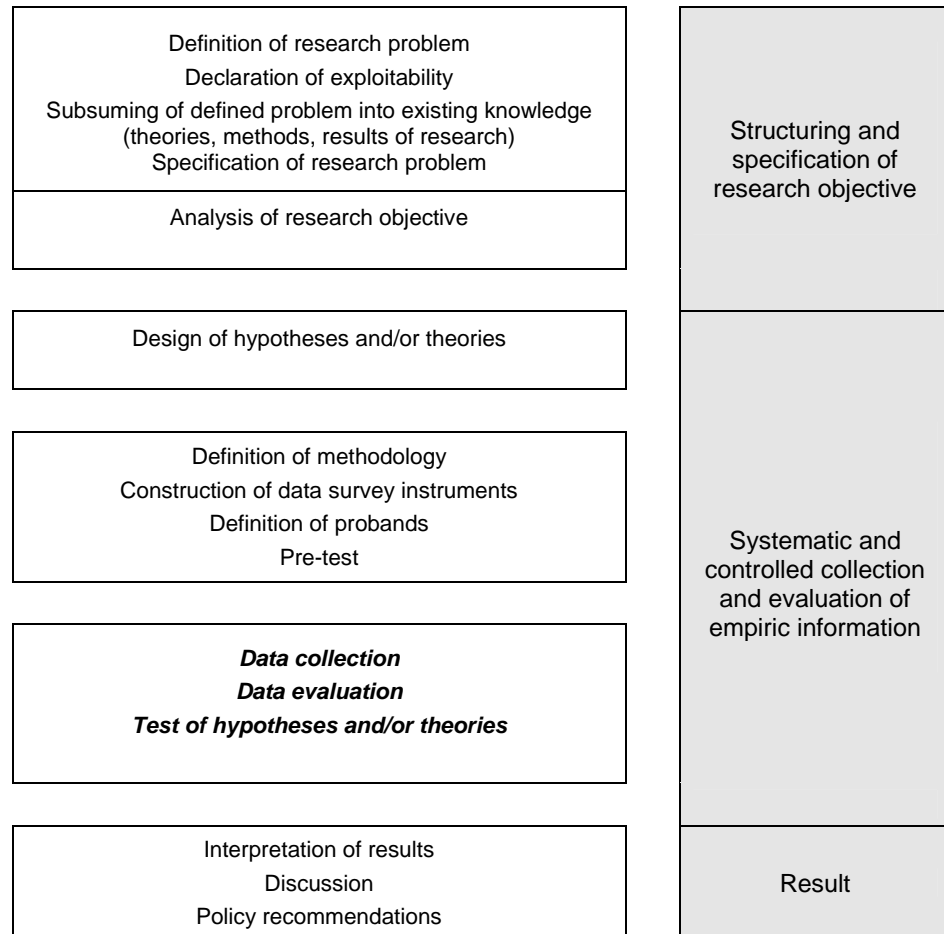 Definition of research problem
Declaration of exploitability
Subsuming of defined problem into existing knowledge
(theories, methods, results of research)
Specification of research problem
Analysis of research objective
Structuring and
specification of
research objective
Design of hypotheses and/or theories
Definition of methodology
Construction of data survey instruments
Definition of probands
Pre-test
Data collection
Data evaluation
Test of hypotheses and/or theories
Systematic and
controlled collection
and evaluation of
empiric information
Interpretation of results
Discussion
Policy recommendations
Result